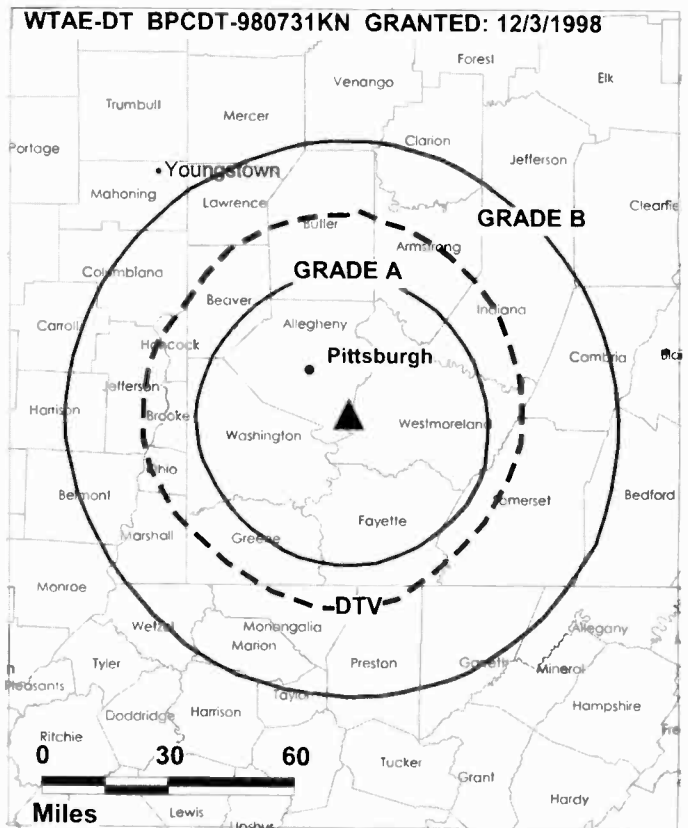 WTAE-DT BPCDT-980731KN GRANTED: 12/3/1998
Forest
Venango
Elk
Trumbull
Mercer
Clarion
Portage
Jefferson
Youngstown
Mahoning
Lawrence
Clearfie
GRADE B
Butler
Armstrong
GRADE A
Columbiana
Beaver
Indiana
Allegheny
Carroll
Hancock
Pittsburgh
Cambria
Blai
Jefferson
Harrison
Brooke
Westmoreland
Washington
Ohio
Belmont
Somerset
Bedford
Fayette
Marshall
Greene
Monroe
DTV
Wetzel
Monongalia
Allegany
Marion
Tyler
Preston
Garrett
Mineral
Pleasants
Taylor
Hampshire
Doddridge
Harrison
Ritchie
0 30 60
Tucker
Grant
Hardy
Miles
Lewis